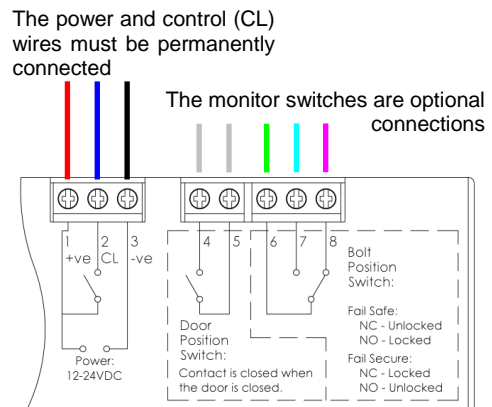 The power and control (CL)
wires must be permanently
connected
The monitor switches are optional
connections
1 2 3 4 5 6 7 8
+ve CL -ve
Bolt
Position
Switch:
Fail Safe:
NC - Unlocked
NO - Locked
Fail Secure:
NC - Locked
NO - Unlocked
Door
Position
Switch:
Contact is closed when
the door is closed.
Power:
12-24VDC